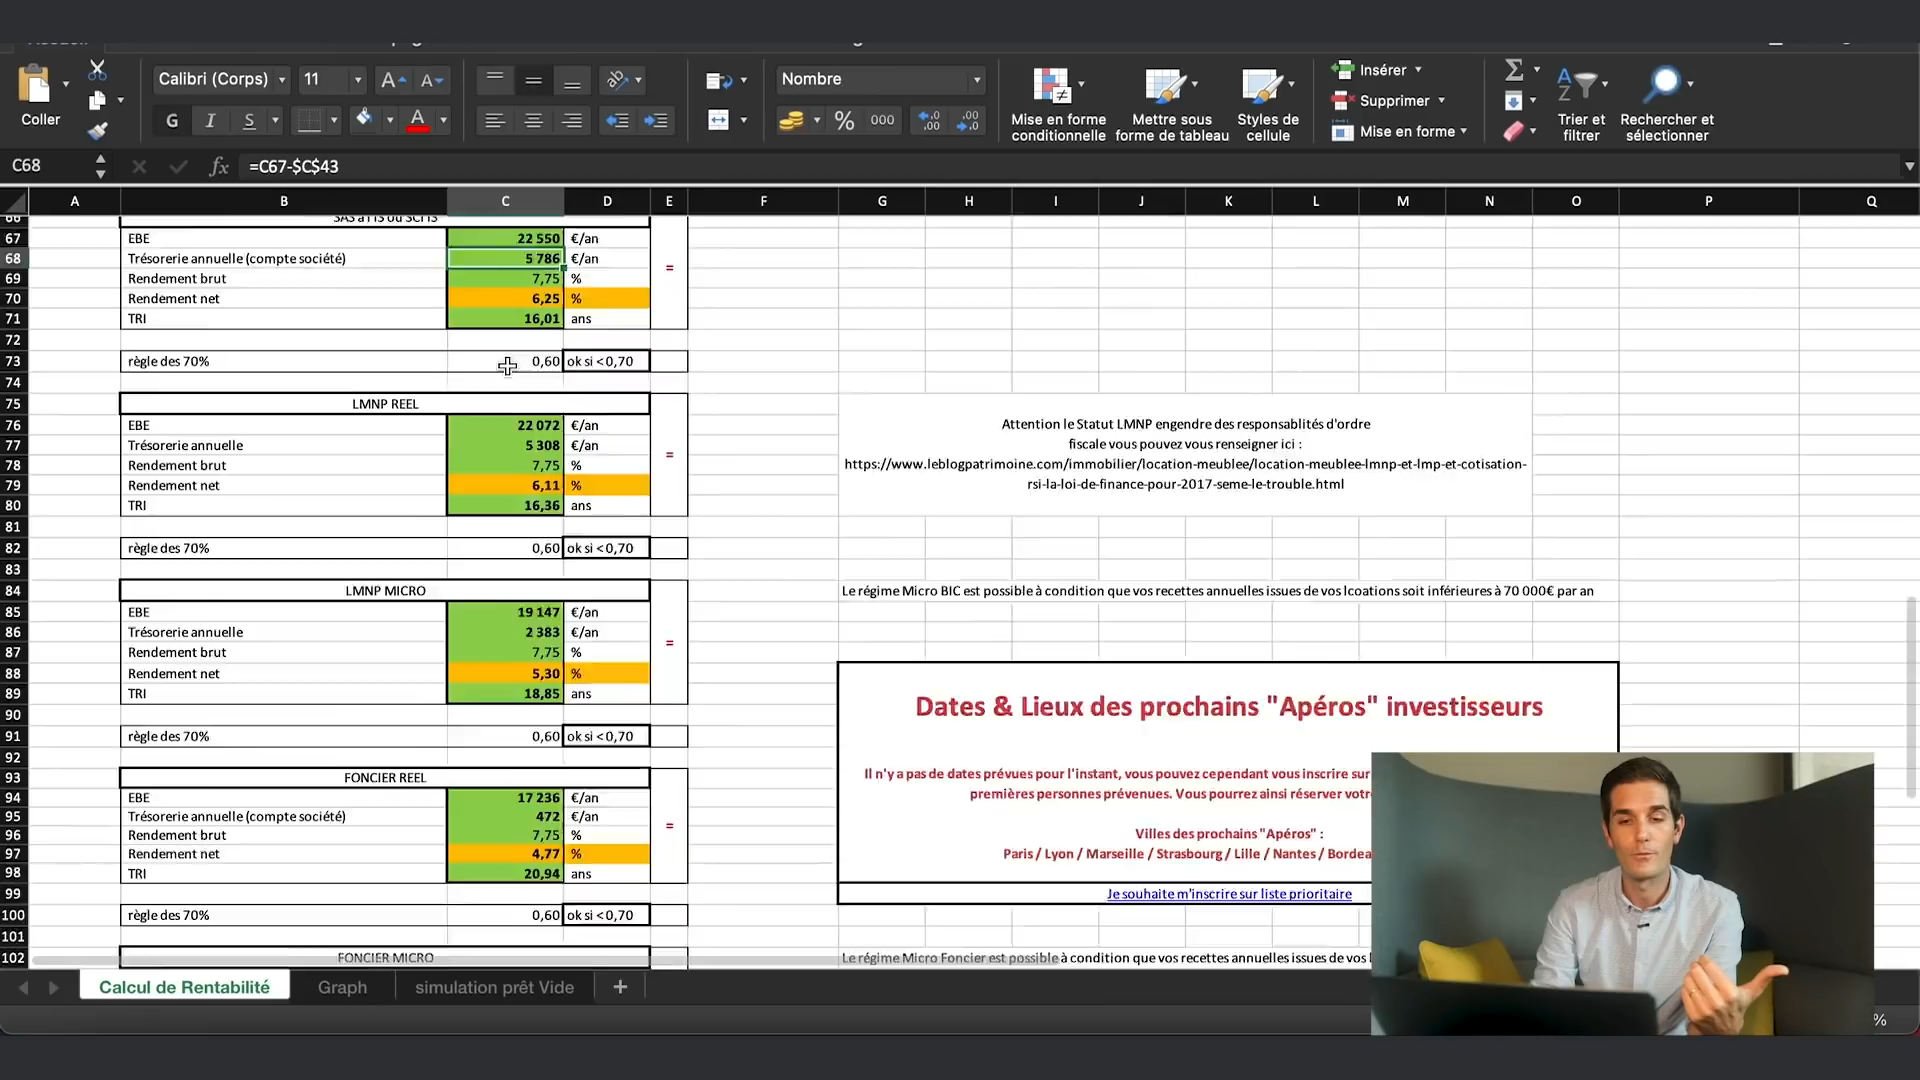 Coller
Calibri (Corps)
11
A
A
G
I
S
A
ab
Nombre
%
000
,00
,00
Mise en forme
conditionnelle
Mettre sous
forme de tableau
Styles de
cellule
Insérer
Supprimer
Mise en forme
Σ
A
Z
Trier et
filtrer
Rechercher et
sélectionner
C68
fx
=C67-$C$43
A B C D E F G H I J K L M N O P Q
66 SAS à l'IS ou SCI IS
67 EBE 22 550 €/an
68 Trésorerie annuelle (compte société) 5 786 €/an =
69 Rendement brut 7,75 %
70 Rendement net 6,25 %
71 TRI 16,01 ans
72
73 règle des 70% 0,60 ok si < 0,70
74
75 LMNP REEL
76 EBE 22 072 €/an
77 Trésorerie annuelle 5 308 €/an =
78 Rendement brut 7,75 %
79 Rendement net 6,11 %
80 TRI 16,36 ans
81
82 règle des 70% 0,60 ok si < 0,70
83
84 LMNP MICRO
85 EBE 19 147 €/an
86 Trésorerie annuelle 2 383 €/an =
87 Rendement brut 7,75 %
88 Rendement net 5,30 %
89 TRI 18,85 ans
90
91 règle des 70% 0,60 ok si < 0,70
92
93 FONCIER REEL
94 EBE 17 236 €/an
95 Trésorerie annuelle (compte société) 472 €/an =
96 Rendement brut 7,75 %
97 Rendement net 4,77 %
98 TRI 20,94 ans
99
100 règle des 70% 0,60 ok si < 0,70
101
102 FONCIER MICRO
Attention le Statut LMNP engendre des responsablités d'ordre
fiscale vous pouvez vous renseigner ici :
https://www.leblogpatrimoine.com/immobilier/location-meublee/location-meublee-lmnp-et-lmp-et-cotisation-
rsi-la-loi-de-finance-pour-2017-seme-le-trouble.html
Le régime Micro BIC est possible à condition que vos recettes annuelles issues de vos lcoations soit inférieures à 70 000€ par an
Dates & Lieux des prochains "Apéros" investisseurs
Il n'y a pas de dates prévues pour l'instant, vous pouvez cependant vous inscrire sur
premières personnes prévenues. Vous pourrez ainsi réserver votr
Villes des prochains "Apéros" :
Paris / Lyon / Marseille / Strasbourg / Lille / Nantes / Bordea
Je souhaite m'inscrire sur liste prioritaire
Le régime Micro Foncier est possible à condition que vos recettes annuelles issues de vos l
Calcul de Rentabilité
Graph
simulation prêt Vide
+
%